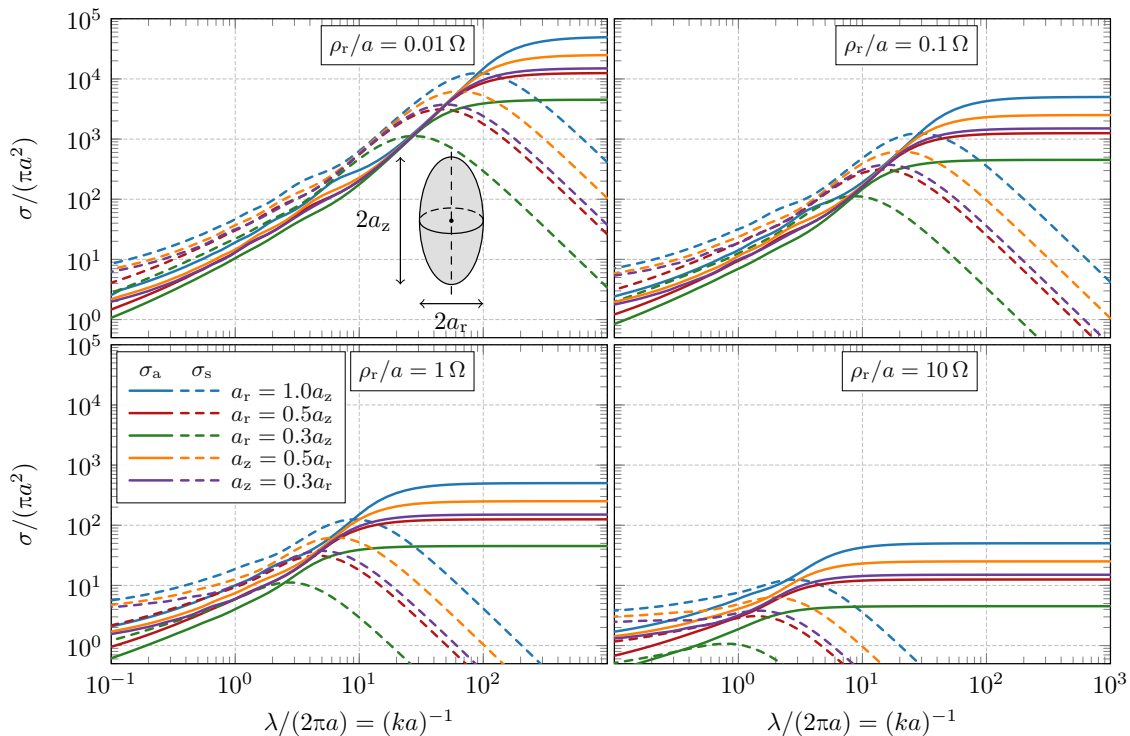 ρ_r/a = 0.01 Ω
ρ_r/a = 0.1 Ω
10^5
10^4
10^3
10^2
10^1
10^0
σ/(πa^2)
2a_z
2a_r
ρ_r/a = 1 Ω
ρ_r/a = 10 Ω
10^5
10^4
10^3
10^2
10^1
10^0
σ/(πa^2)
σ_a σ_s
a_r = 1.0a_z
a_r = 0.5a_z
a_r = 0.3a_z
a_z = 0.5a_r
a_z = 0.3a_r
10^−1 10^0 10^1 10^2
10^0 10^1 10^2 10^3
λ/(2πa) = (ka)^−1
λ/(2πa) = (ka)^−1